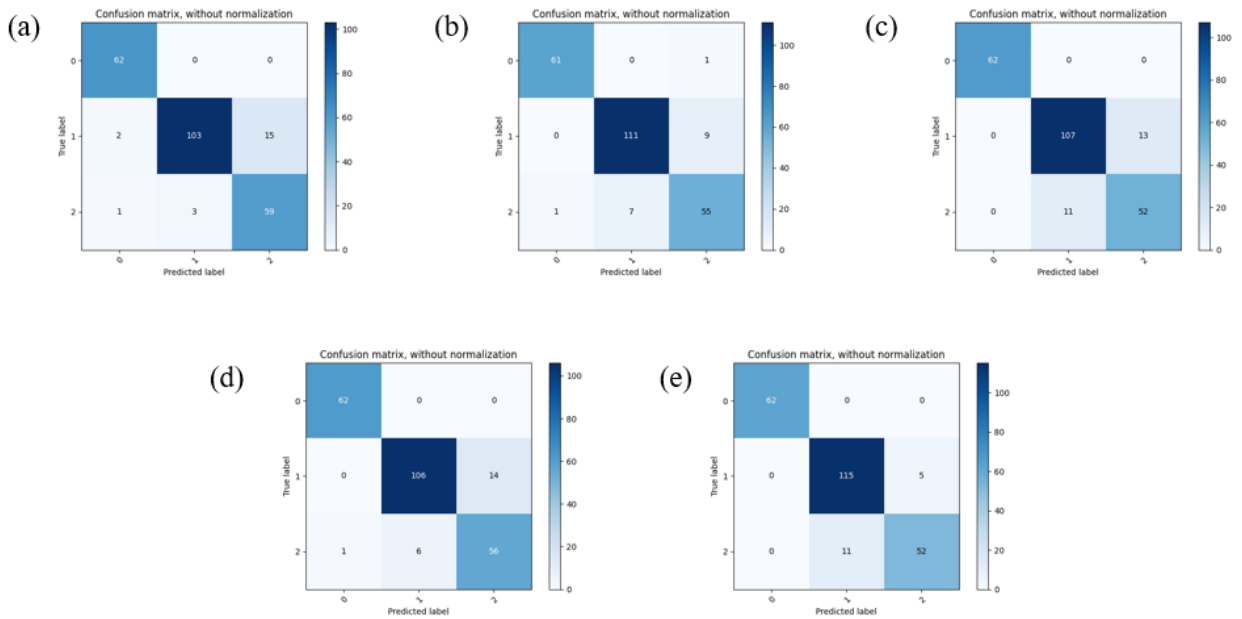 (a)
Confusion matrix, without normalization
0 62 0 0
1 2 103 15
2 1 3 59
0 1 2
True label
Predicted label
100
80
60
40
20
0
(b)
Confusion matrix, without normalization
0 61 0 1
1 0 111 9
2 1 7 55
0 1 2
True label
Predicted label
100
80
60
40
20
0
(c)
Confusion matrix, without normalization
0 62 0 0
1 0 107 13
2 0 11 52
0 1 2
True label
Predicted label
100
80
60
40
20
0
(d)
Confusion matrix, without normalization
0 62 0 0
1 0 106 14
2 1 6 56
0 1 2
True label
Predicted label
100
80
60
40
20
0
(e)
Confusion matrix, without normalization
0 62 0 0
1 0 115 5
2 0 11 52
0 1 2
True label
Predicted label
100
80
60
40
20
0